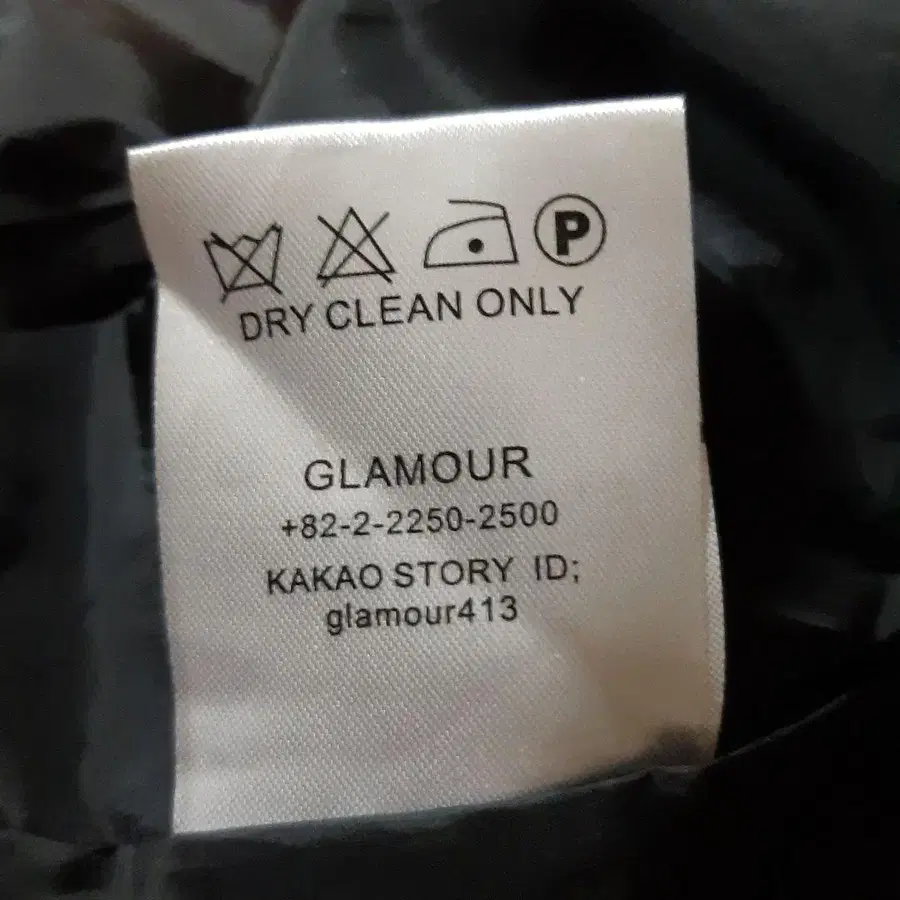 P
DRY CLEAN ONLY
GLAMOUR
+82-2-2250-2500
KAKAO STORY ID;
glamour413